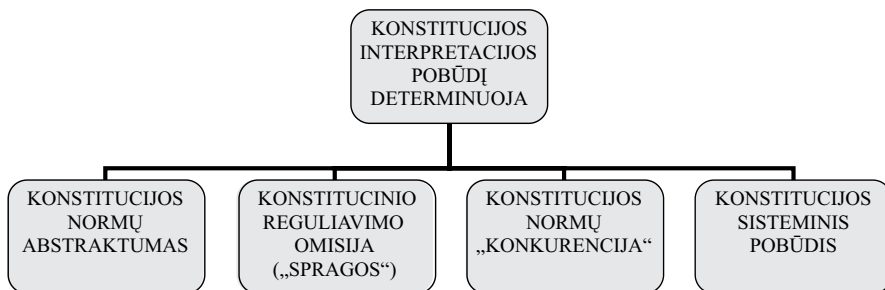 KONSTITUCIJOS
INTERPRETACIJOS
POBŪDĮ
DETERMINUOJA
KONSTITUCIJOS
NORMŲ
ABSTRAKTUMAS
KONSTITUCINIO
REGULIAVIMO
OMISIJA
(„SPRAGOS“)
KONSTITUCIJOS
NORMŲ
„KONKURENCIJA“
KONSTITUCIJOS
SISTEMINIS
POBŪDIS